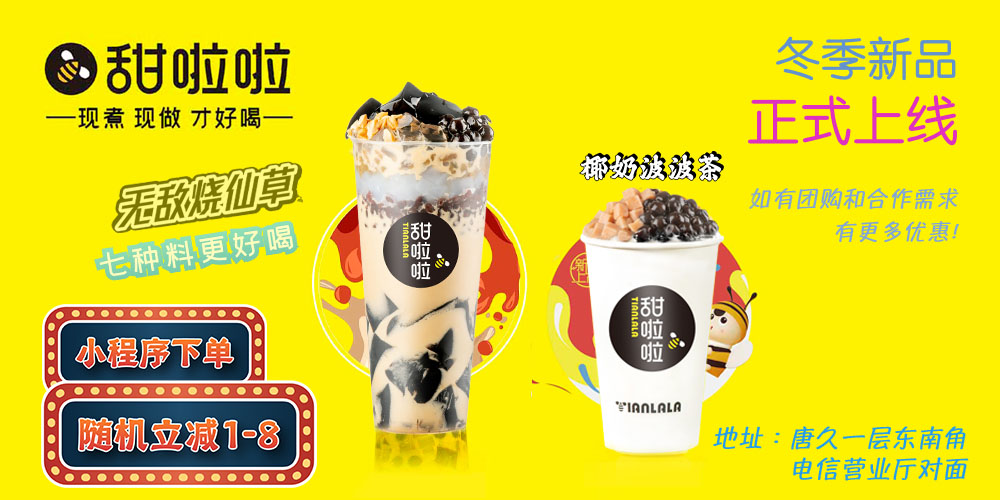 甜啦啦
现煮 现做 才好喝
无敌烧仙草
七种料更好喝
小程序下单
随机立减1-8
甜啦啦
TIANLALA
椰奶波波茶
新
上
甜啦啦
TIANLALA
TIANLALA
冬季新品
正式上线
如有团购和合作需求
有更多优惠!
地址：唐久一层东南角
电信营业厅对面